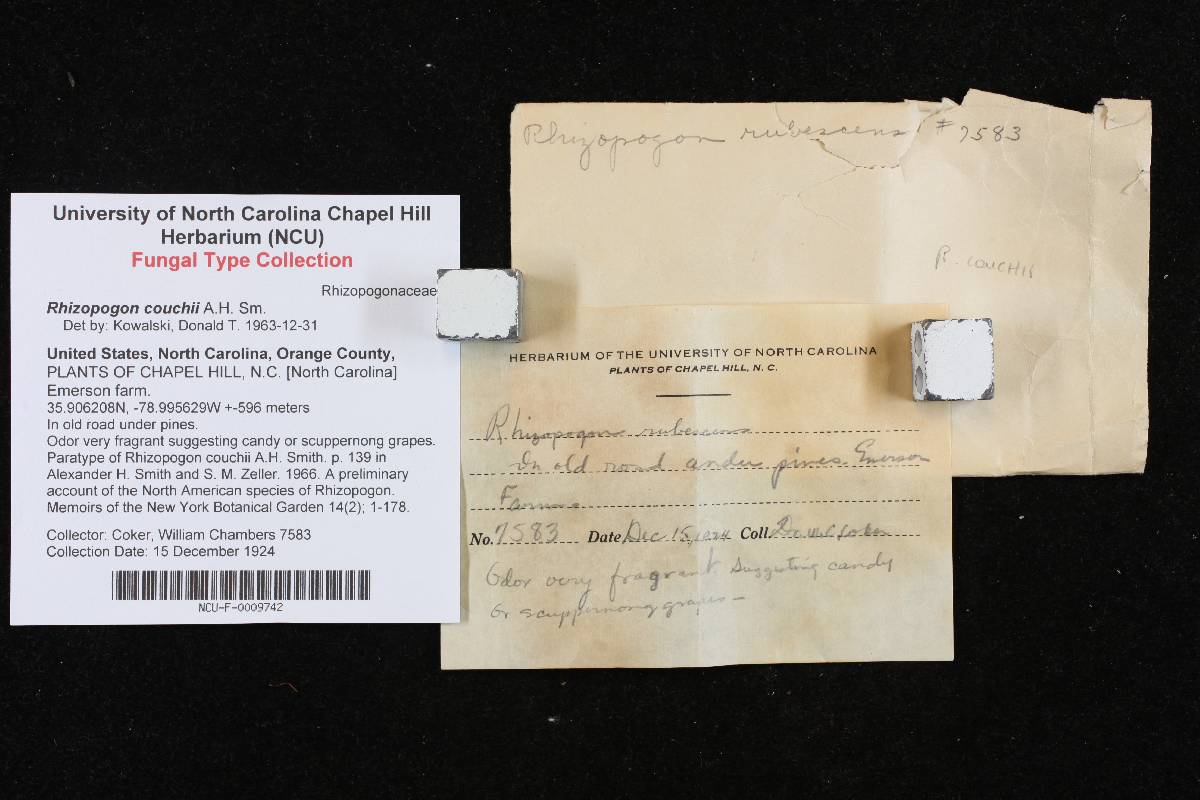 University of North Carolina Chapel Hill
Herbarium (NCU)
Fungal Type Collection
Rhizopogonaceae
Rhizopogon couchii A.H. Sm.
Det by: Kowalski, Donald T. 1963-12-31
United States, North Carolina, Orange County,
PLANTS OF CHAPEL HILL, N.C. [North Carolina]
Emerson farm.
35.906208N, -78.995629W +-596 meters
In old road under pines.
Odor very fragrant suggesting candy or scuppernong grapes.
Paratype of Rhizopogon couchii A.H. Smith. p. 139 in
Alexander H. Smith and S. M. Zeller. 1966. A preliminary
account of the North American species of Rhizopogon.
Memoirs of the New York Botanical Garden 14(2); 1-178.
Collector: Coker, William Chambers 7583
Collection Date: 15 December 1924
NCU-F-0009742
Rhizopogon rubescens # 7583
R. COUCHII
HERBARIUM OF THE UNIVERSITY OF NORTH CAROLINA
PLANTS OF CHAPEL HILL, N. C.
Rhizopogon rubescens
In old road under pines Emerson
Farm
No. 7583 Date Dec. 15, 1924 Coll. Dr. W.C. Coker
Odor very fragrant suggesting candy
Or scuppernong grapes —